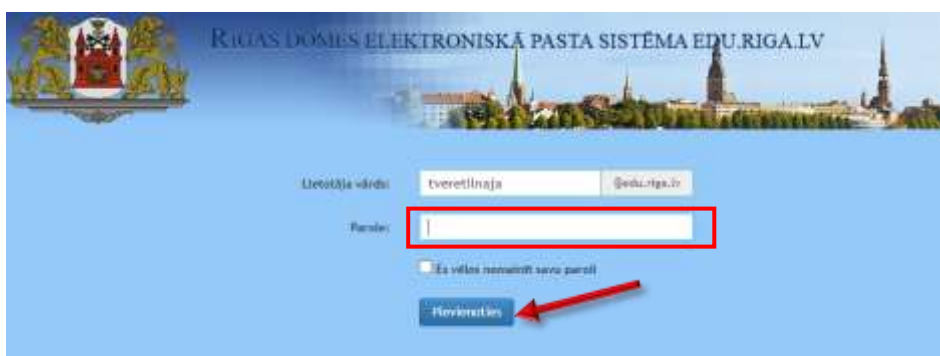 RĪGAS DOMES ELEKTRONISKĀ PASTA SISTĒMA EDU.RIGA.LV
Lietotāja vārds:
tveretilnaja
@edu.riga.lv
Parole:
Es vēlos nomainīt savu paroli
Pievienoties